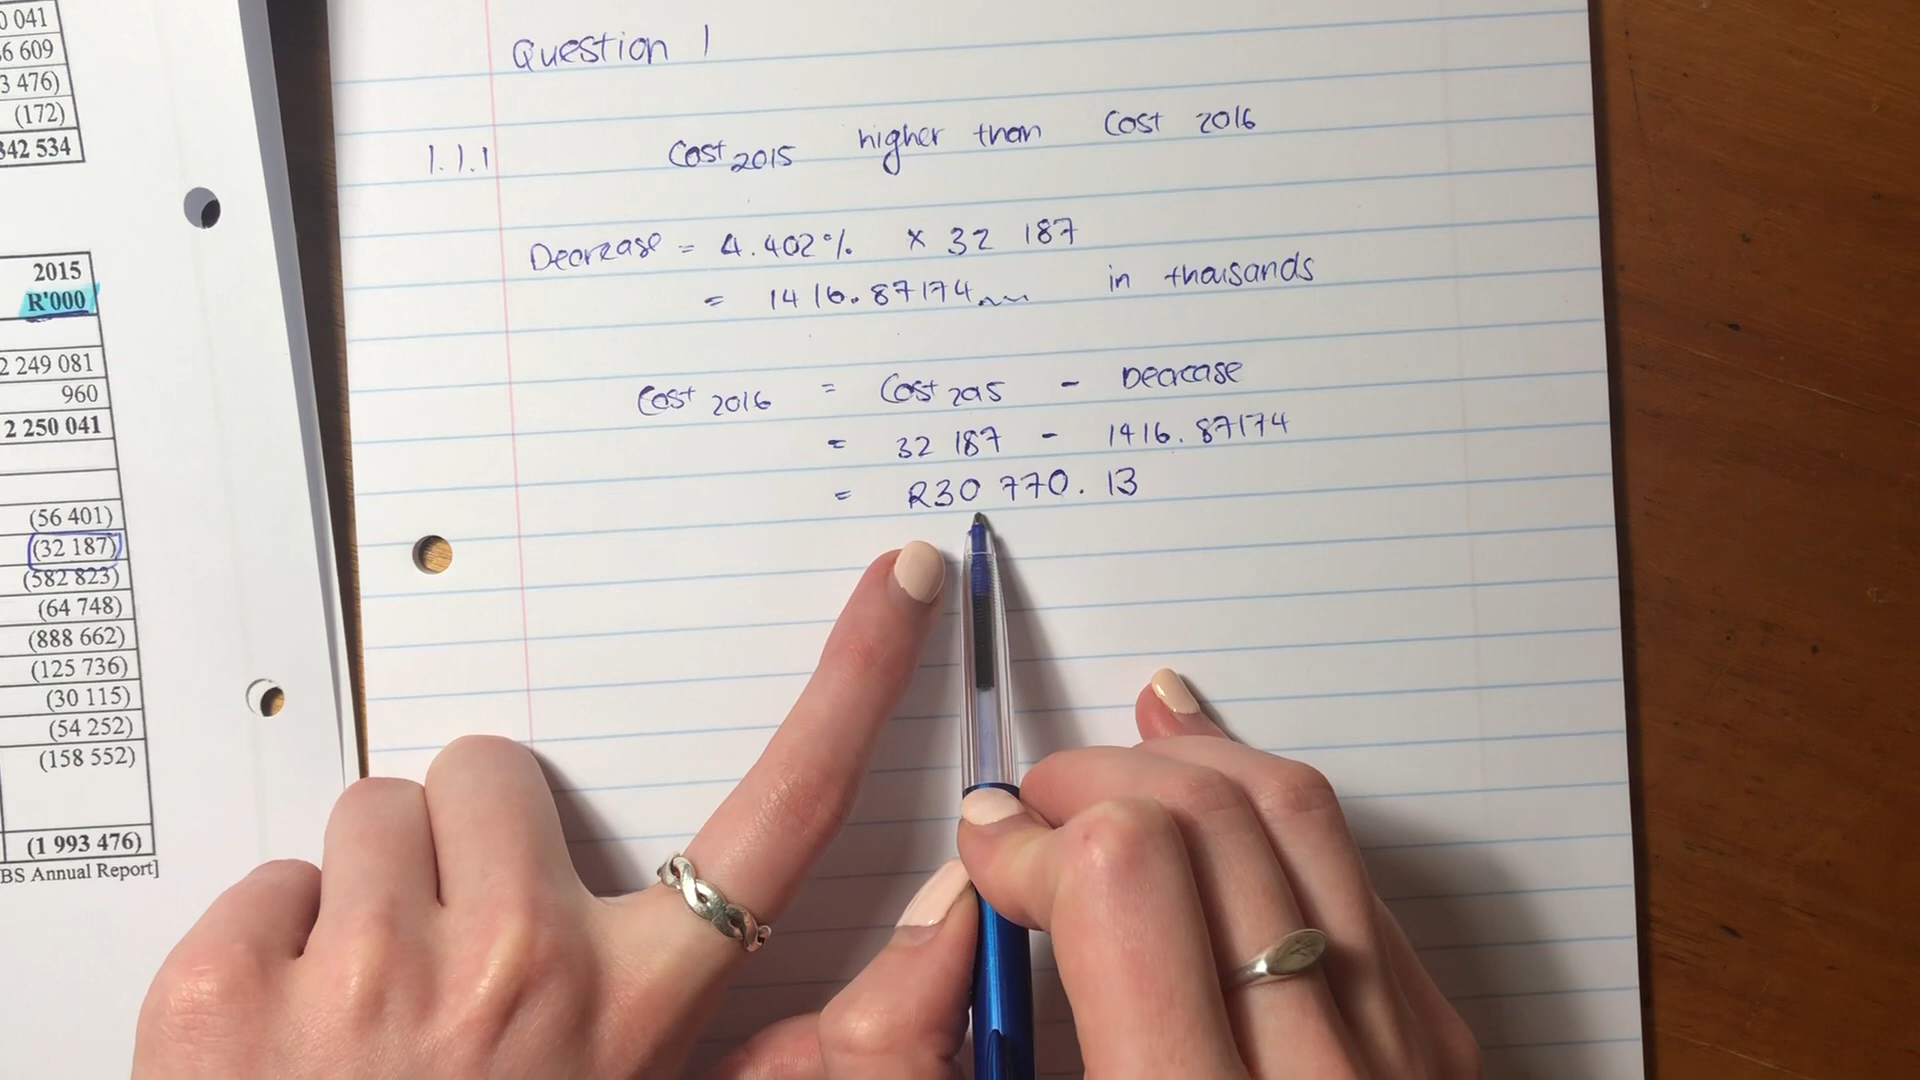 0 041
6 609
3 476)
(172)
342 534
2015
R'000
2 249 081
960
2 250 041
(56 401)
(32 187)
(582 823)
(64 748)
(888 662)
(125 736)
(30 115)
(54 252)
(158 552)
(1 993 476)
BS Annual Report]
Question 1
1.1.1 Cost 2015 higher than Cost 2016
Decrease = 4.402% × 32 187
= 1416.87174 in thousands
Cost 2016 = Cost 2015 - Decrease
= 32 187 - 1416.87174
= R30 770.13